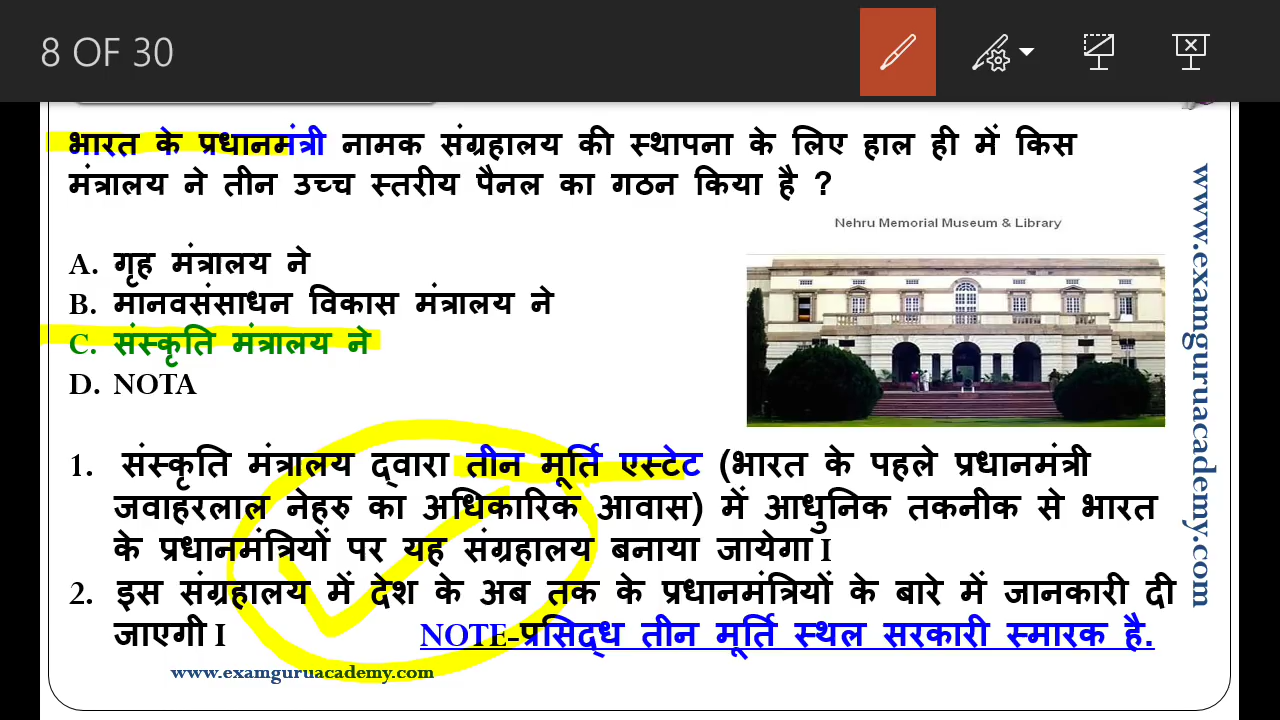 8 OF 30
भारत के प्रधानमंत्री नामक संग्रहालय की स्थापना के लिए हाल ही में किस
मंत्रालय ने तीन उच्च स्तरीय पैनल का गठन किया है ?
Nehru Memorial Museum & Library
A. गृह मंत्रालय ने
B. मानवसंसाधन विकास मंत्रालय ने
C. संस्कृति मंत्रालय ने
D. NOTA
1. संस्कृति मंत्रालय द्वारा तीन मूर्ति एस्टेट (भारत के पहले प्रधानमंत्री
जवाहरलाल नेहरु का अधिकारिक आवास) में आधुनिक तकनीक से भारत
के प्रधानमंत्रियों पर यह संग्रहालय बनाया जायेगा I
2. इस संग्रहालय में देश के अब तक के प्रधानमंत्रियों के बारे में जानकारी दी
जाएगी I NOTE-प्रसिद्ध तीन मूर्ति स्थल सरकारी स्मारक है.
www.examguruacademy.com
www.examguruacademy.com